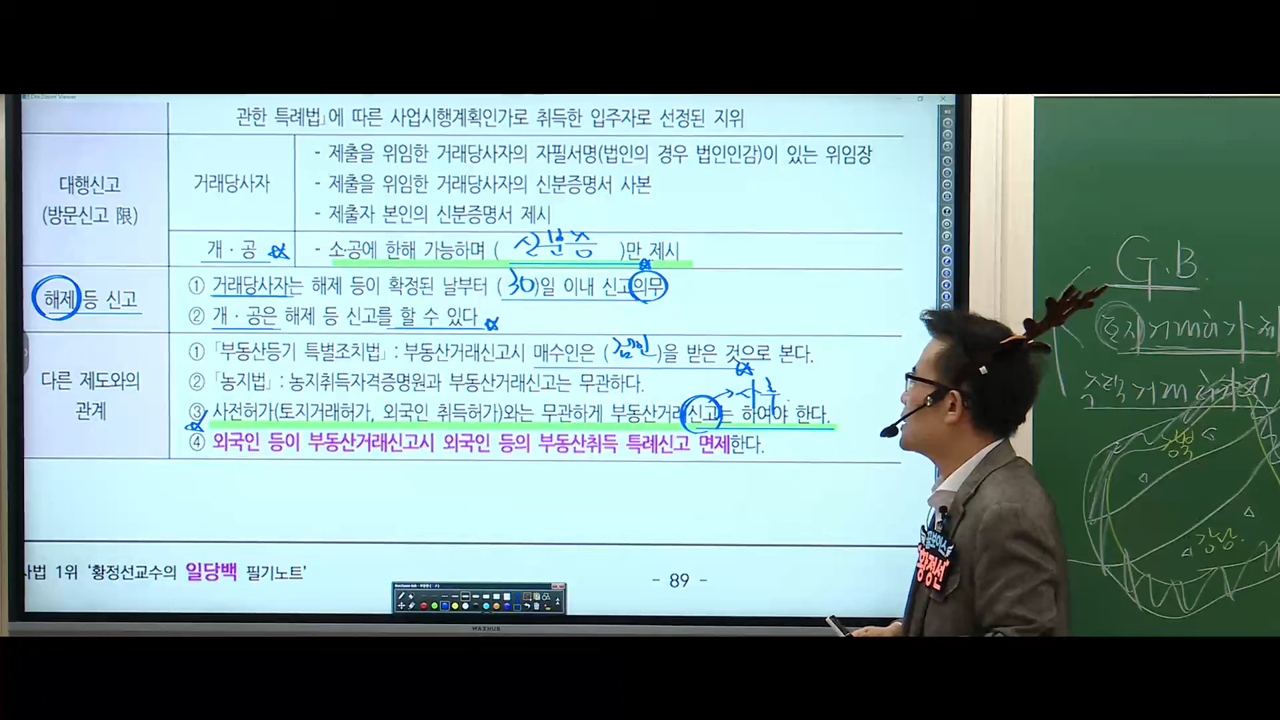 관한 특례법」에 따른 사업시행계획인가로 취득한 입주자로 선정된 지위
대행신고
(방문신고 限)
거래당사자
- 제출을 위임한 거래당사자의 자필서명(법인의 경우 법인인감)이 있는 위임장
- 제출을 위임한 거래당사자의 신분증명서 사본
- 제출자 본인의 신분증명서 제시
개·공
- 소공에 한해 가능하며 ( 신분증 )만 제시
해제 등 신고
① 거래당사자는 해제 등이 확정된 날부터 ( 30 )일 이내 신고의무
② 개·공은 해제 등 신고를 할 수 있다
다른 제도와의
관계
① 「부동산등기 특별조치법」 : 부동산거래신고시 매수인은 ( 검인 )을 받은 것으로 본다.
② 「농지법」 : 농지취득자격증명원과 부동산거래신고는 무관하다.
사후
③ 사전허가(토지거래허가, 외국인 취득허가)와는 무관하게 부동산거래신고는 하여야 한다.
④ 외국인 등이 부동산거래신고시 외국인 등의 부동산취득 특례신고 면제한다.
사법 1위 '황정선교수의 일당백 필기노트'
- 89 -
MAXHUB
G.B.
강남
황정선